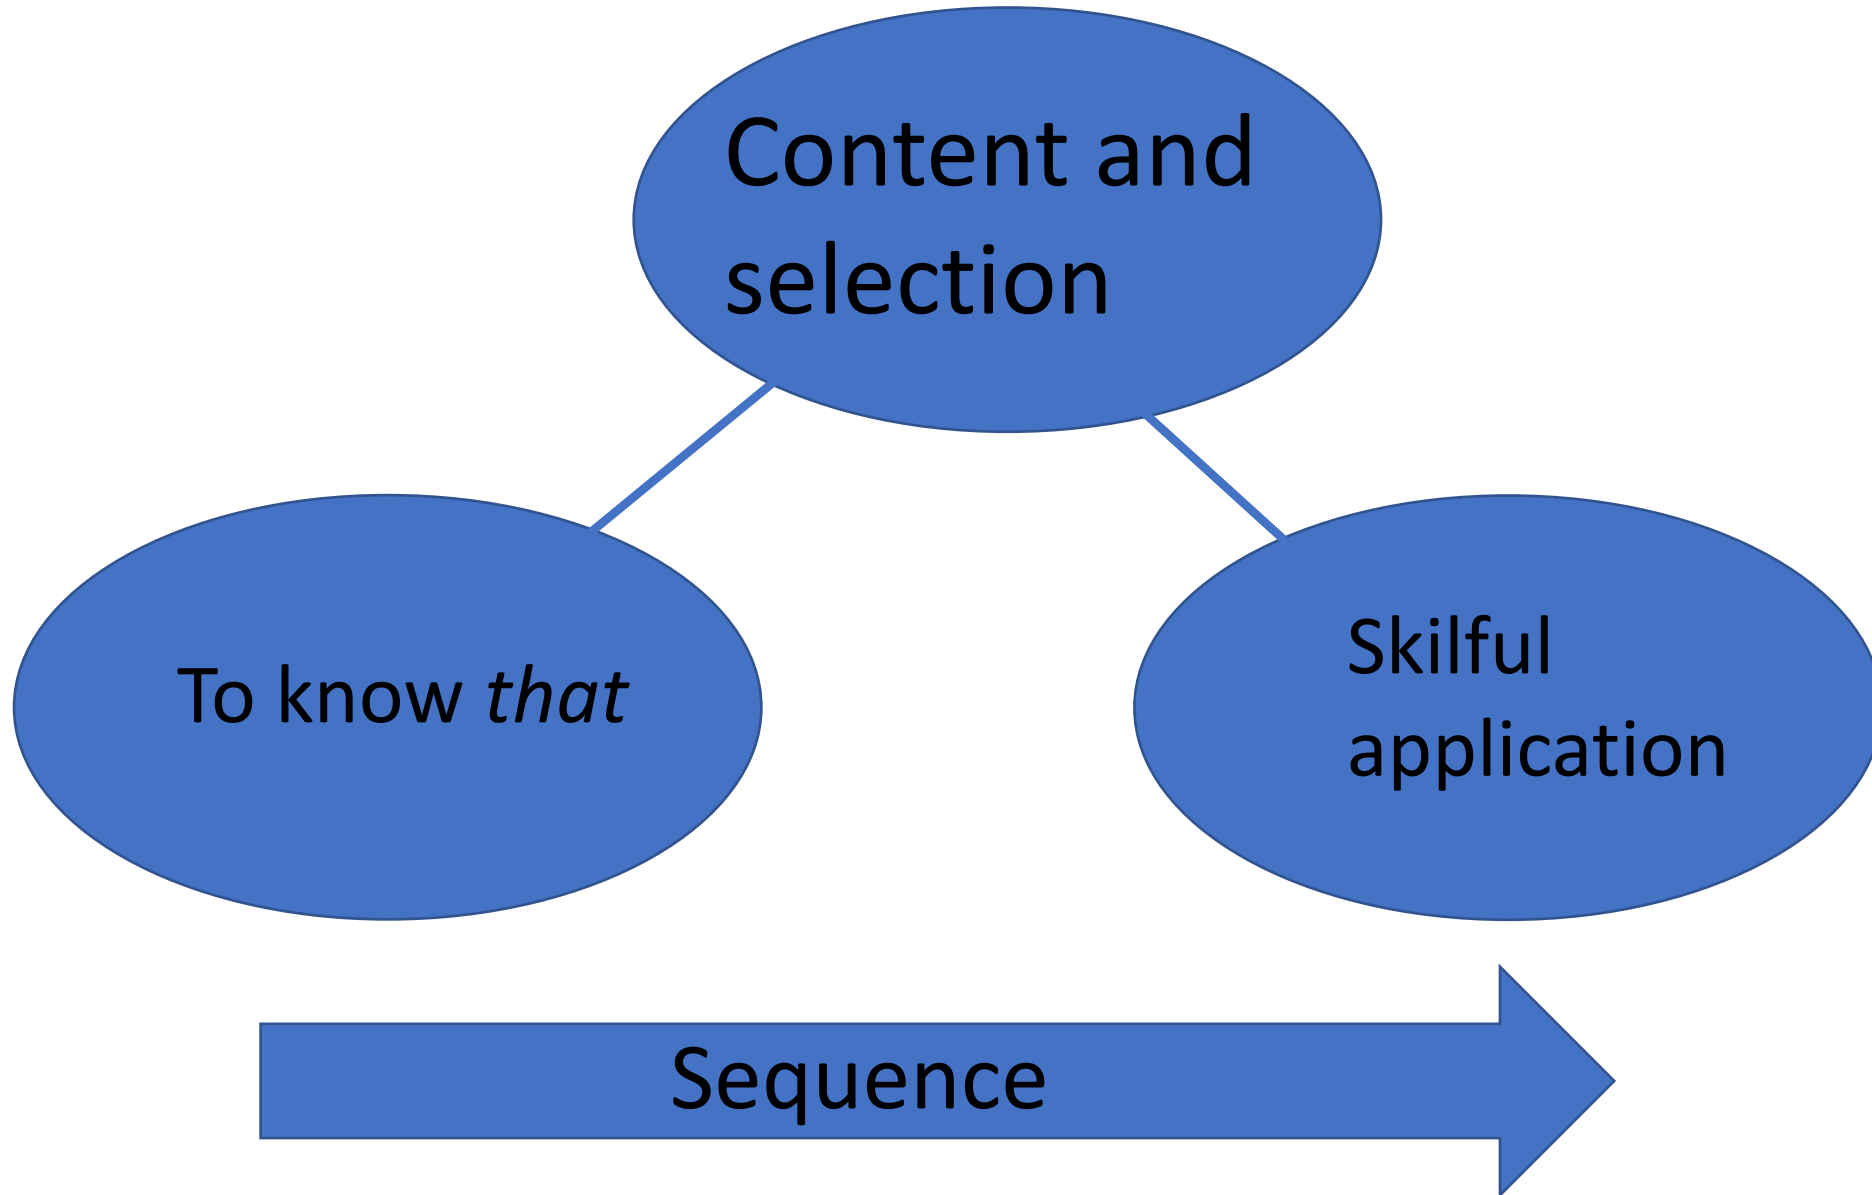 Content and
selection
To know that
Skilful
application
Sequence